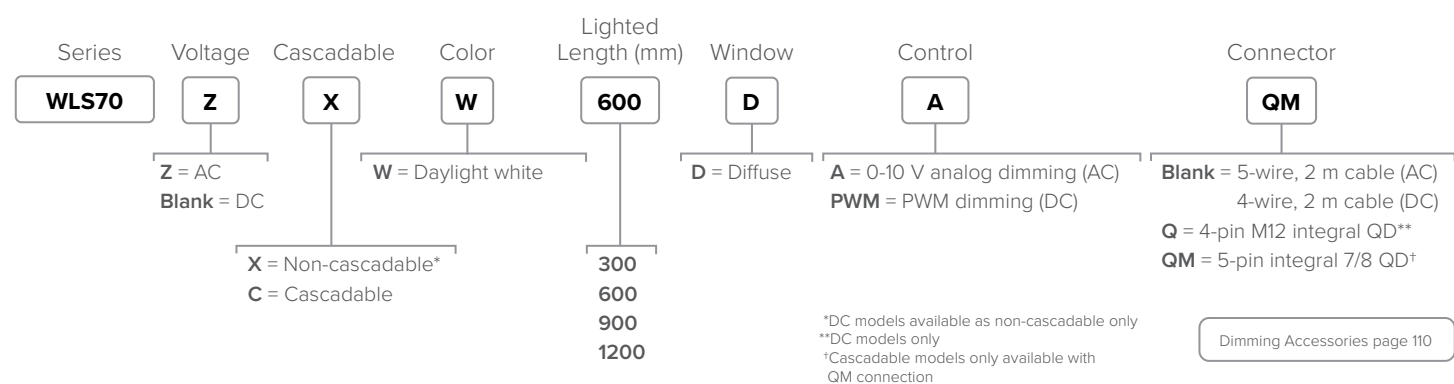 Series
Voltage
Cascadable
Color
Lighted
Length (mm)
Window
Control
Connector
WLS70
Z
X
W
600
D
A
QM
Z = AC
Blank = DC
X = Non-cascadable*
C = Cascadable
W = Daylight white
300
600
900
1200
D = Diffuse
A = 0-10 V analog dimming (AC)
PWM = PWM dimming (DC)
Blank = 5-wire, 2 m cable (AC)
4-wire, 2 m cable (DC)
Q = 4-pin M12 integral QD**
QM = 5-pin integral 7/8 QD†
*DC models available as non-cascadable only
**DC models only
†Cascadable models only available with
QM connection
Dimming Accessories page 110